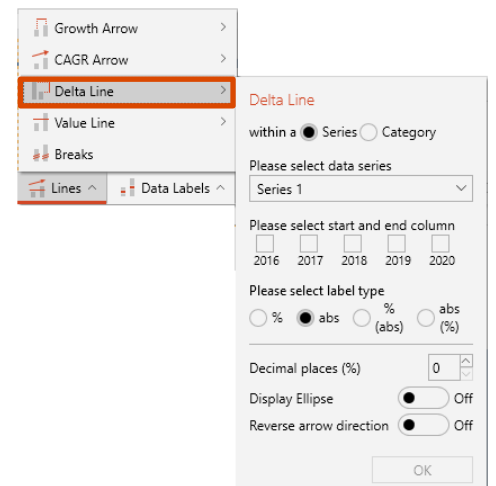 Growth Arrow
CAGR Arrow
Delta Line
Value Line
Breaks
Lines
Data Labels
Delta Line
within a Series Category
Please select data series
Series 1
Please select start and end column
2016 2017 2018 2019 2020
Please select label type
% abs % (abs) abs (%)
Decimal places (%) 0
Display Ellipse Off
Reverse arrow direction Off
OK